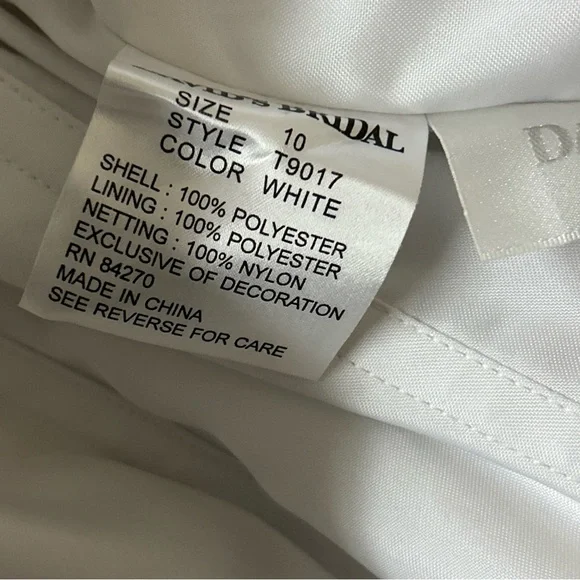 BRIDAL
SIZE 10
STYLE T9017
COLOR WHITE
SHELL : 100% POLYESTER
LINING : 100% POLYESTER
NETTING : 100% NYLON
EXCLUSIVE OF DECORATION
RN 84270
MADE IN CHINA
SEE REVERSE FOR CARE